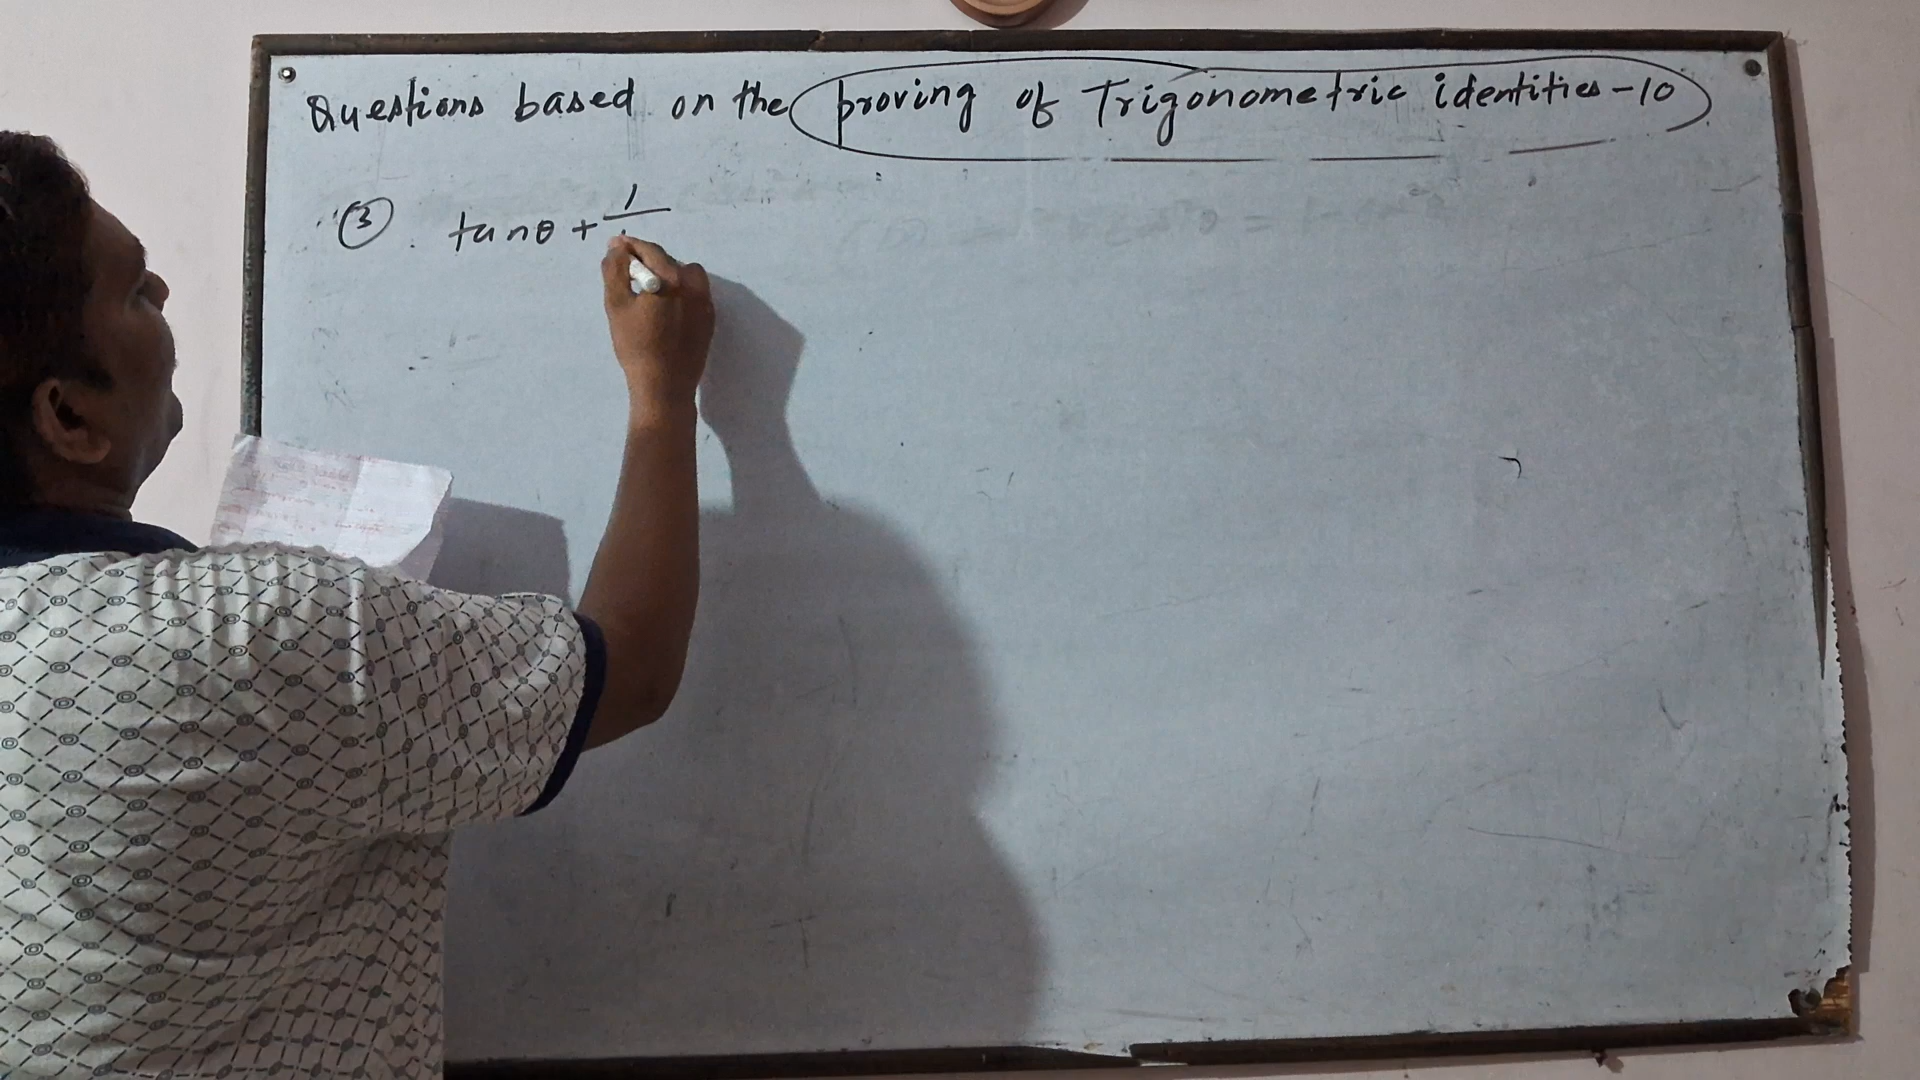 Questions based on the proving of Trigonometric identities-10
③. tanθ + 1/